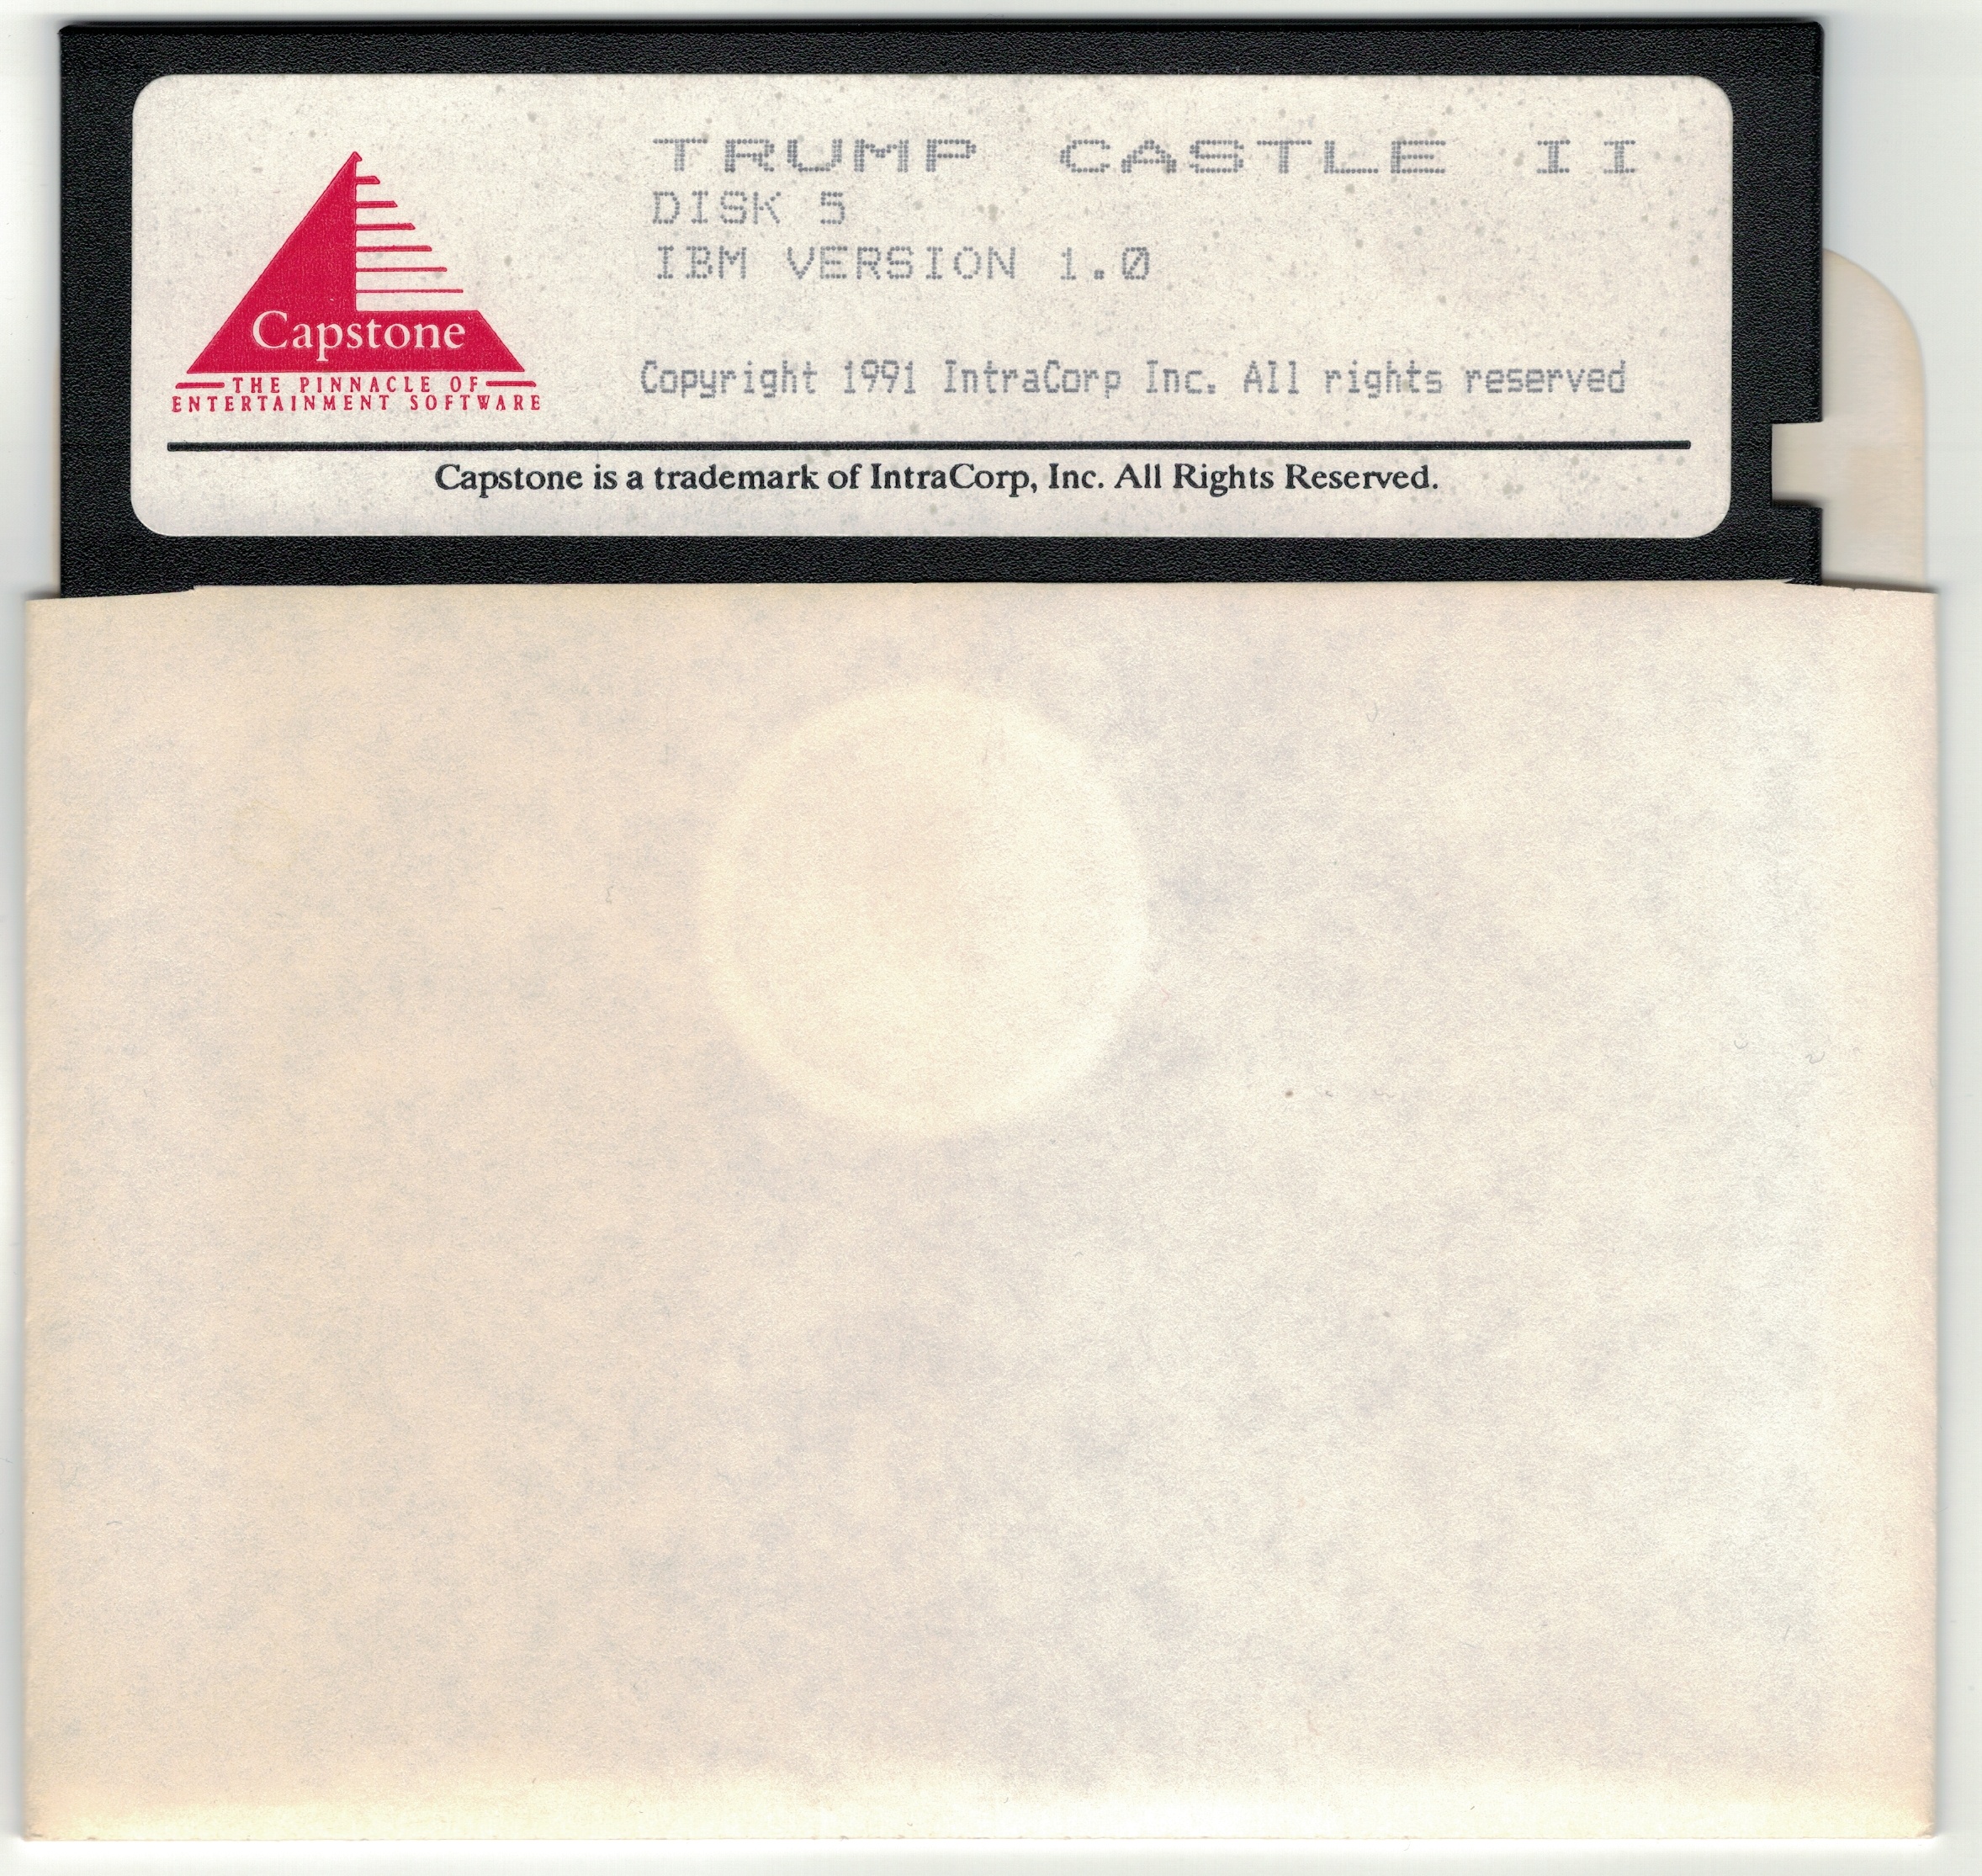 TRUMP CASTLE II
DISK 5
IBM VERSION 1.0
Copyright 1991 IntraCorp Inc. All rights reserved
Capstone
THE PINNACLE OF
ENTERTAINMENT SOFTWARE
Capstone is a trademark of IntraCorp, Inc. All Rights Reserved.